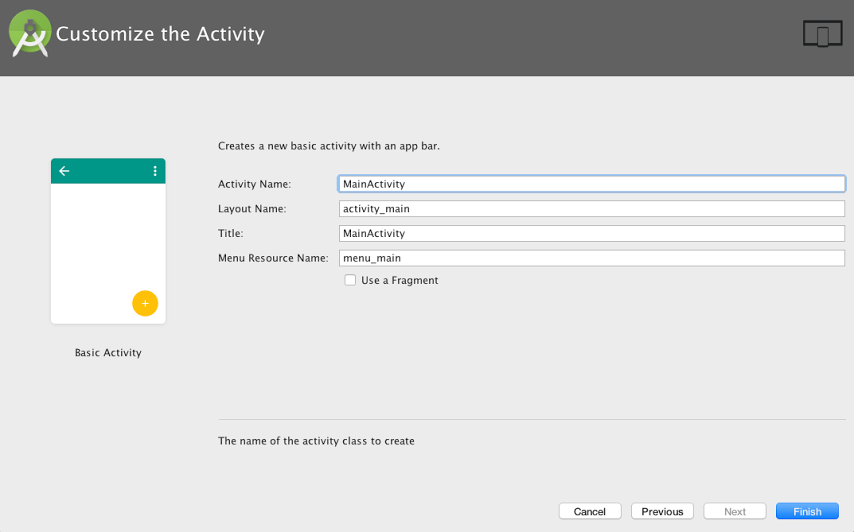 Customize the Activity
Creates a new basic activity with an app bar.
Activity Name: MainActivity
Layout Name: activity_main
Title: MainActivity
Menu Resource Name: menu_main
Use a Fragment
Basic Activity
The name of the activity class to create
Cancel Previous Next Finish